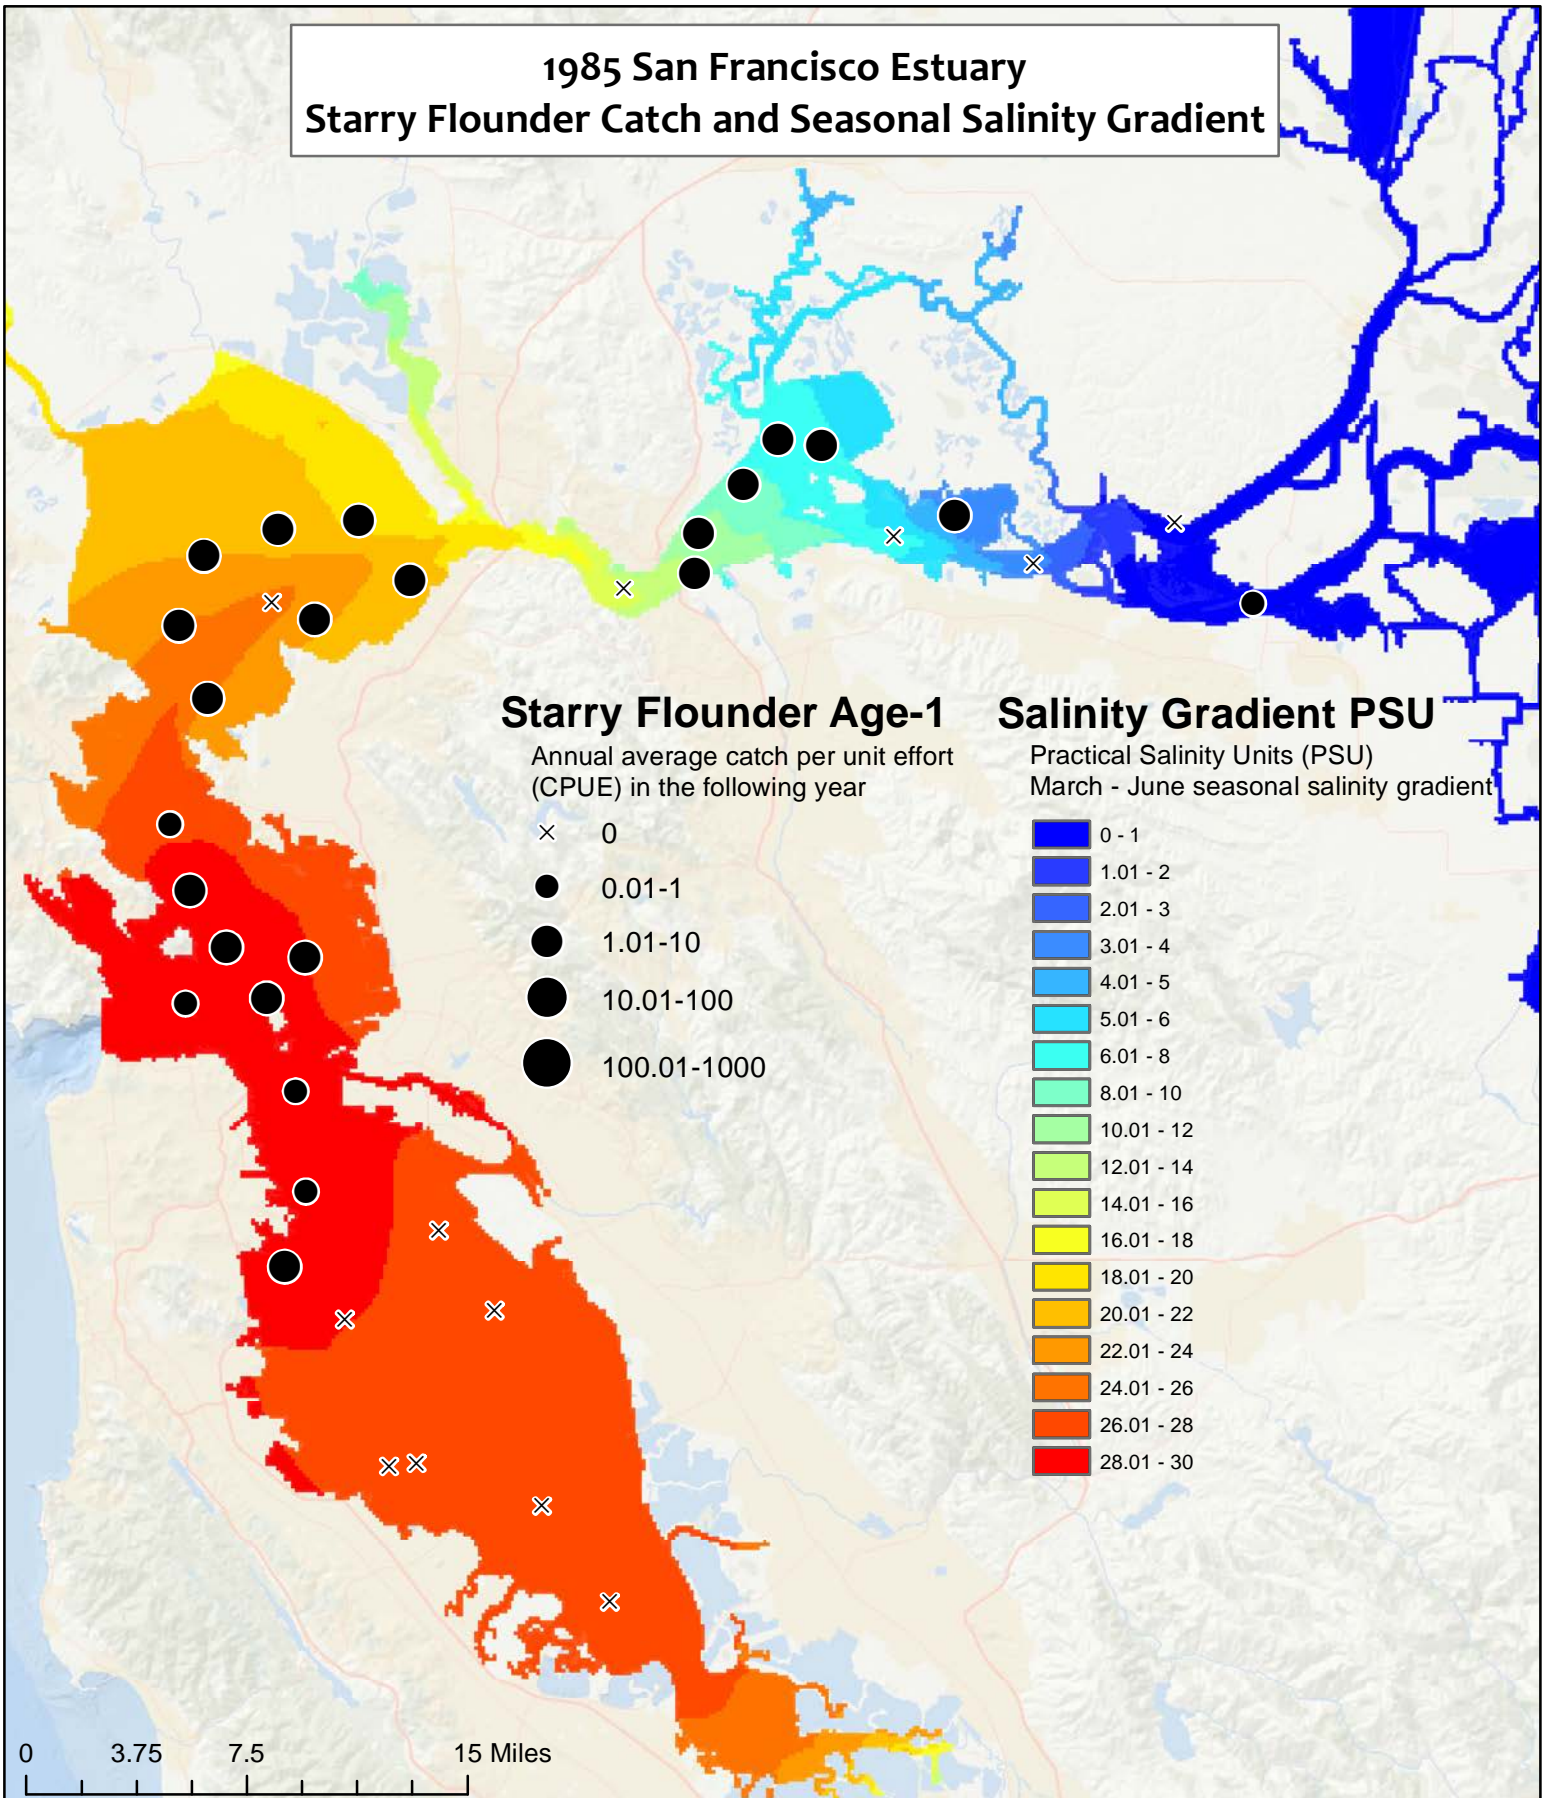 1985 San Francisco Estuary
Starry Flounder Catch and Seasonal Salinity Gradient
Starry Flounder Age-1
Annual average catch per unit effort
(CPUE) in the following year
0
0.01-1
1.01-10
10.01-100
100.01-1000
Salinity Gradient PSU
Practical Salinity Units (PSU)
March - June seasonal salinity gradient
0 - 1
1.01 - 2
2.01 - 3
3.01 - 4
4.01 - 5
5.01 - 6
6.01 - 8
8.01 - 10
10.01 - 12
12.01 - 14
14.01 - 16
16.01 - 18
18.01 - 20
20.01 - 22
22.01 - 24
24.01 - 26
26.01 - 28
28.01 - 30
0 3.75 7.5 15 Miles